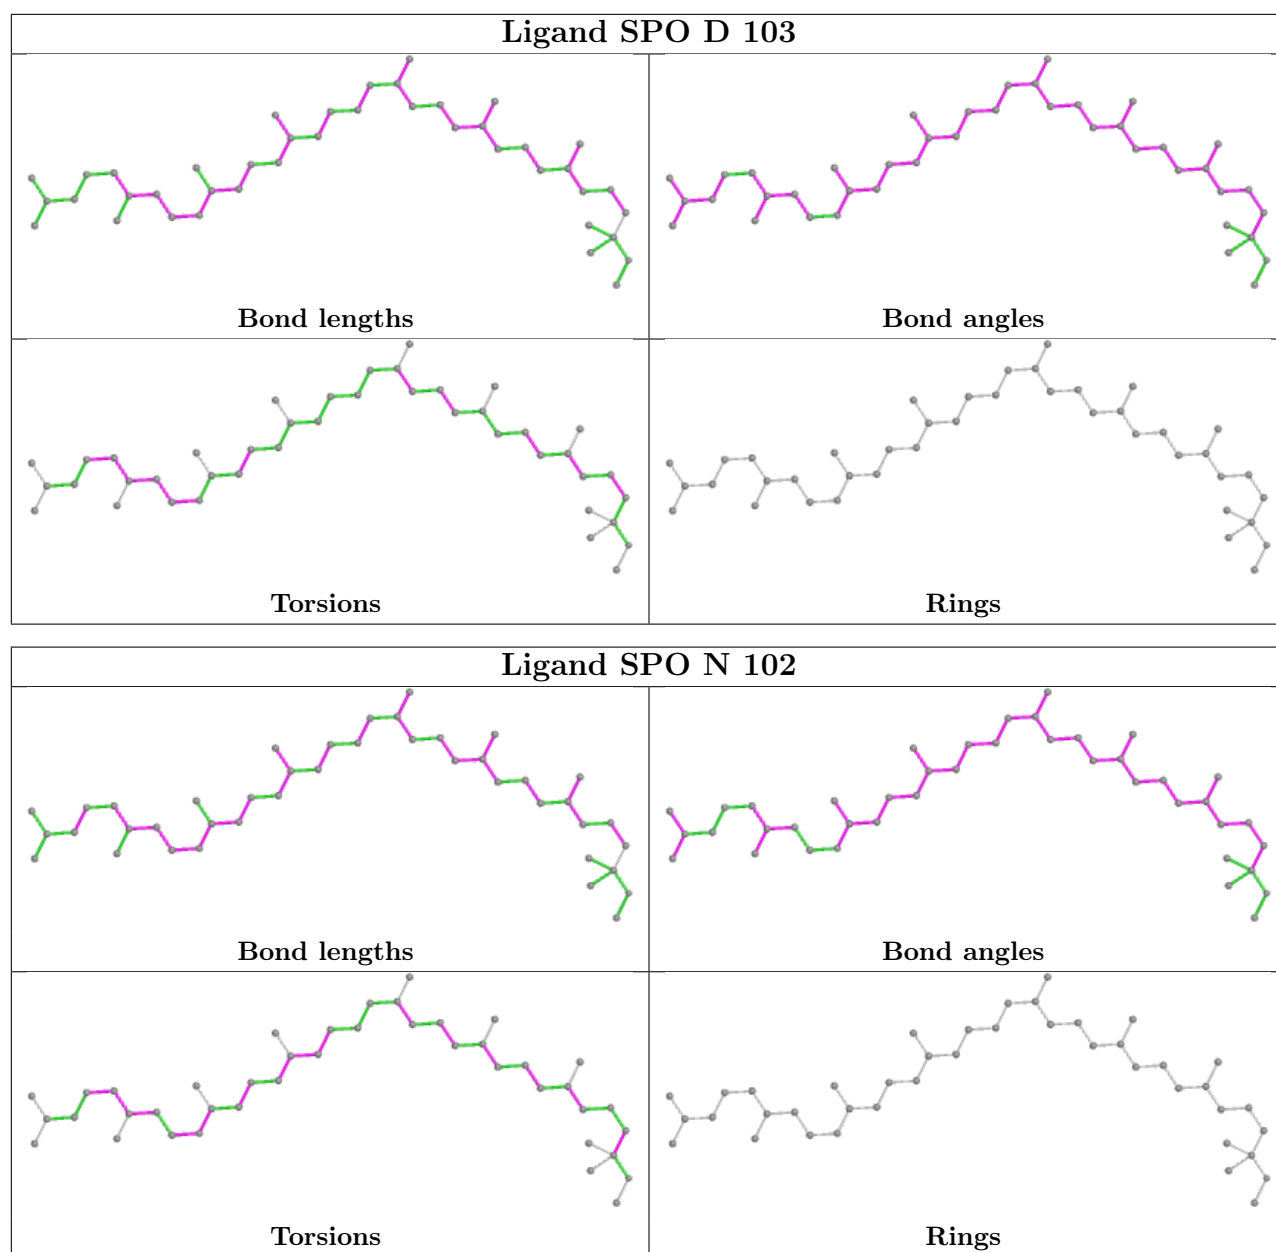 Ligand SPO D 103
Bond lengths
Bond angles
Torsions
Rings
Ligand SPO N 102
Bond lengths
Bond angles
Torsions
Rings